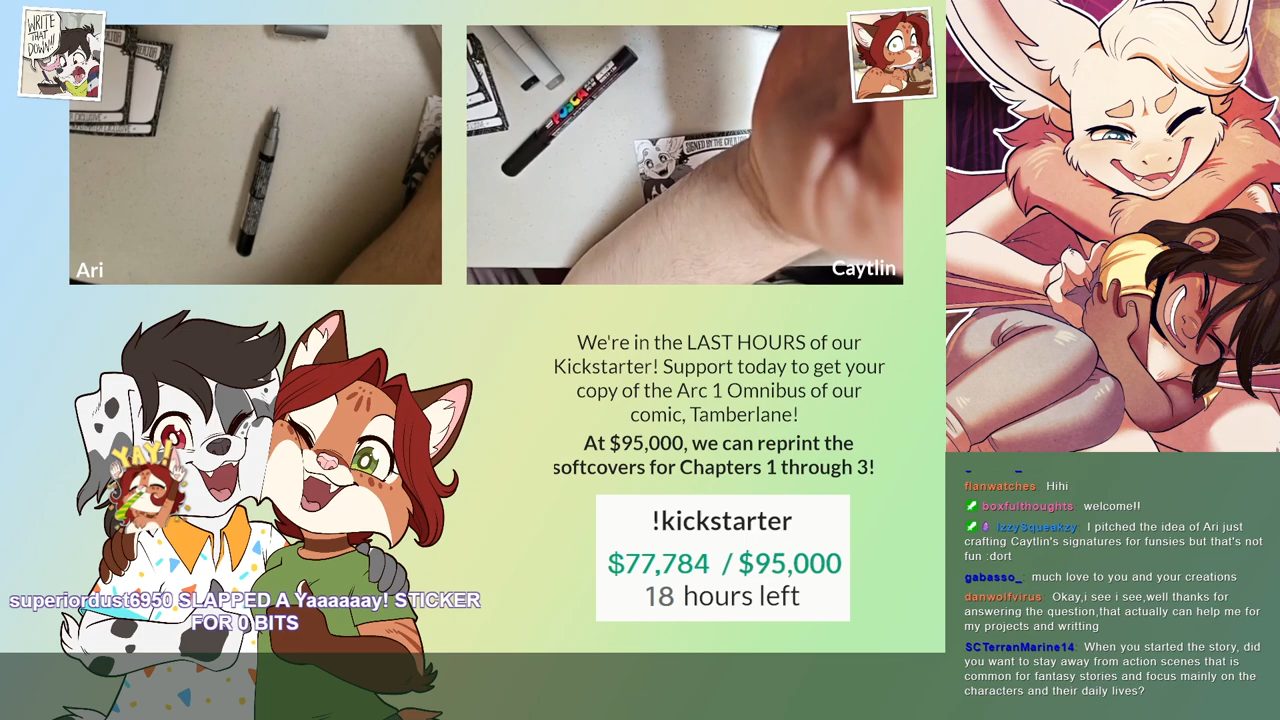 WRITE
THAT
DOWN!!
Ari
POSCA
SIGNED BY THE CREATOR
Caytlin
We're in the LAST HOURS of our
Kickstarter! Support today to get your
copy of the Arc 1 Omnibus of our
comic, Tamberlane!
At $95,000, we can reprint the
softcovers for Chapters 1 through 3!
!kickstarter
$77,784 / $95,000
18 hours left
YAY!
superiordust6950 SLAPPED A Yaaaaaay! STICKER
FOR 0 BITS
flanwatches Hihi
boxfulthoughts welcome!!
IzzySqueakzy I pitched the idea of Ari just
crafting Caytlin's signatures for funsies but that's not
fun :dort
gabasso_ much love to you and your creations
danwolfvirus Okay,i see i see,well thanks for
answering the question,that actually can help me for
my projects and writting
SCTerranMarine14 When you started the story, did
you want to stay away from action scenes that is
common for fantasy stories and focus mainly on the
characters and their daily lives?